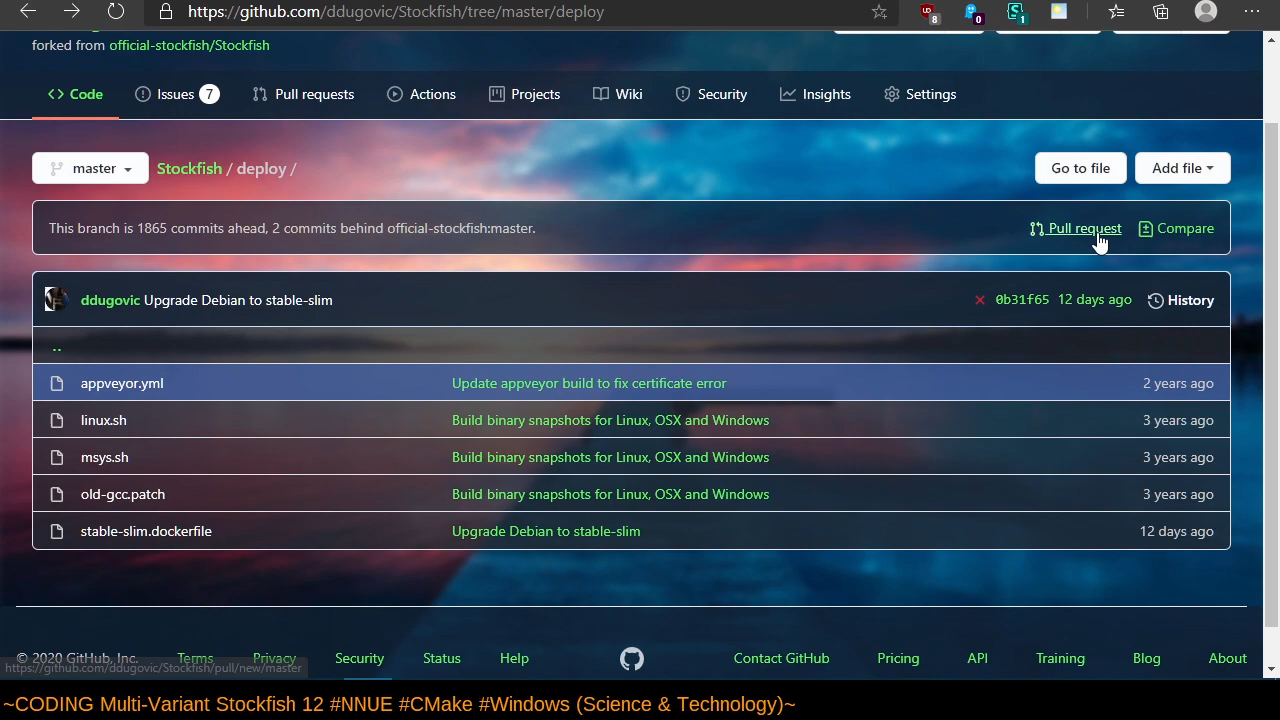 https://github.com/ddugovic/Stockfish/tree/master/deploy
8
0
1
forked from official-stockfish/Stockfish
Code
Issues 7
Pull requests
Actions
Projects
Wiki
Security
Insights
Settings
master
Stockfish / deploy /
Go to file
Add file
This branch is 1865 commits ahead, 2 commits behind official-stockfish:master.
Pull request
Compare
ddugovic Upgrade Debian to stable-slim
0b31f65 12 days ago
History
..
appveyor.yml Update appveyor build to fix certificate error 2 years ago
linux.sh Build binary snapshots for Linux, OSX and Windows 3 years ago
msys.sh Build binary snapshots for Linux, OSX and Windows 3 years ago
old-gcc.patch Build binary snapshots for Linux, OSX and Windows 3 years ago
stable-slim.dockerfile Upgrade Debian to stable-slim 12 days ago
© 2020 GitHub, Inc. Terms Privacy Security Status Help Contact GitHub Pricing API Training Blog About
https://github.com/ddugovic/Stockfish/pull/new/master
~CODING Multi-Variant Stockfish 12 #NNUE #CMake #Windows (Science & Technology)~